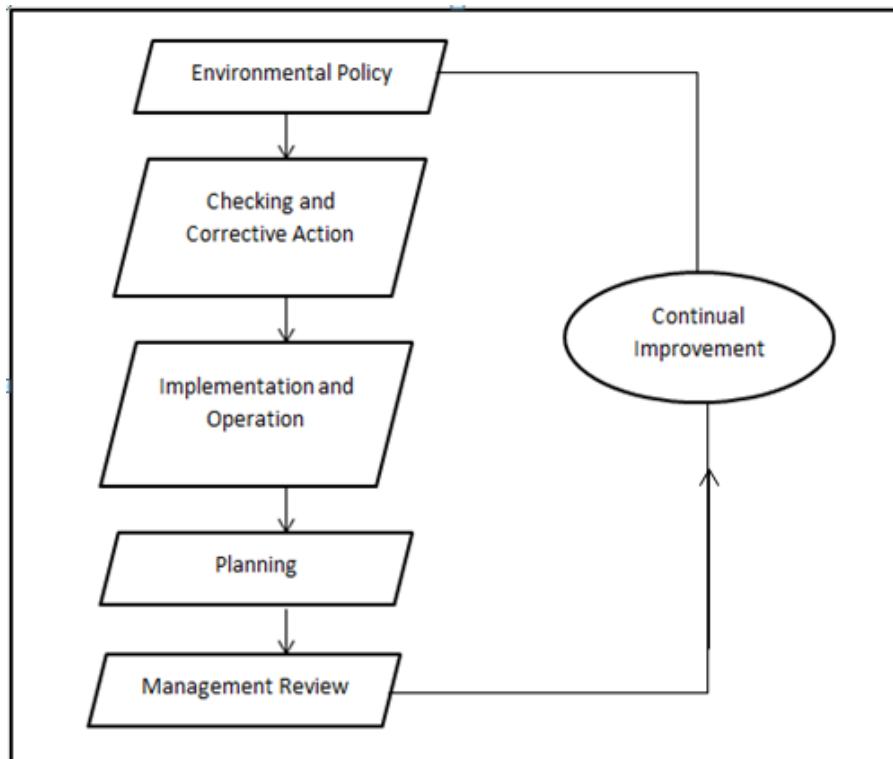 Environmental Policy
Checking and
Corrective Action
Continual
Improvement
Implementation and
Operation
Planning
Management Review